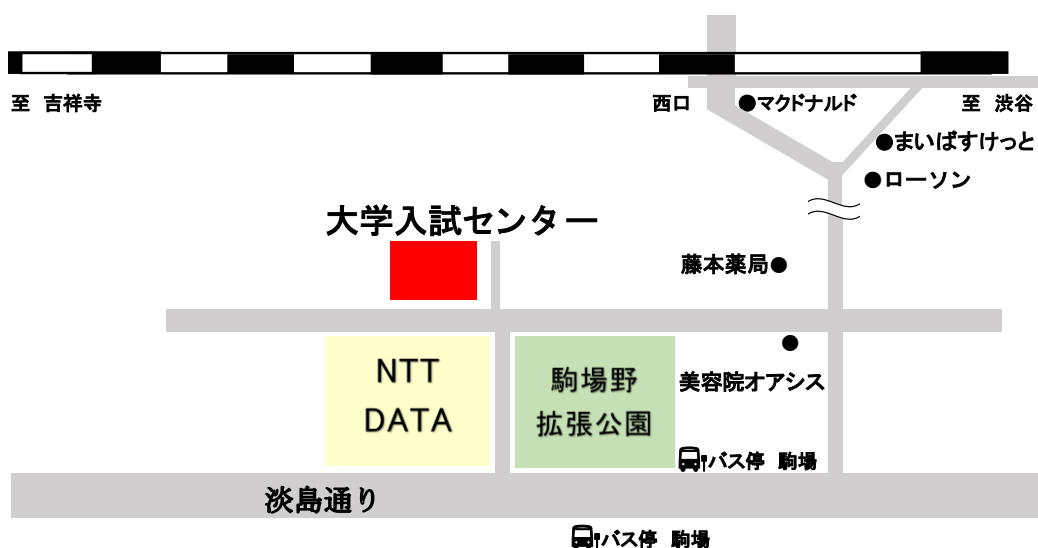 至 吉祥寺
西口
●マクドナルド
至 渋谷
●まいばすけっと
●ローソン
大学入試センター
藤本薬局●
NTT
DATA
駒場野
拡張公園
美容院オアシス
バス停 駒場
淡島通り
バス停 駒場